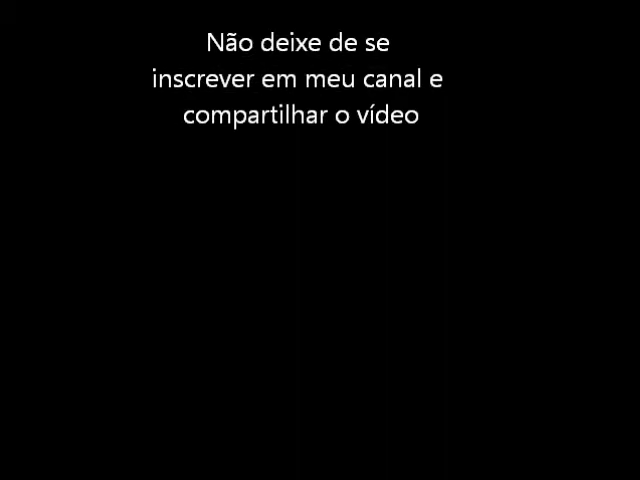 Não deixe de se
inscrever em meu canal e
compartilhar o vídeo